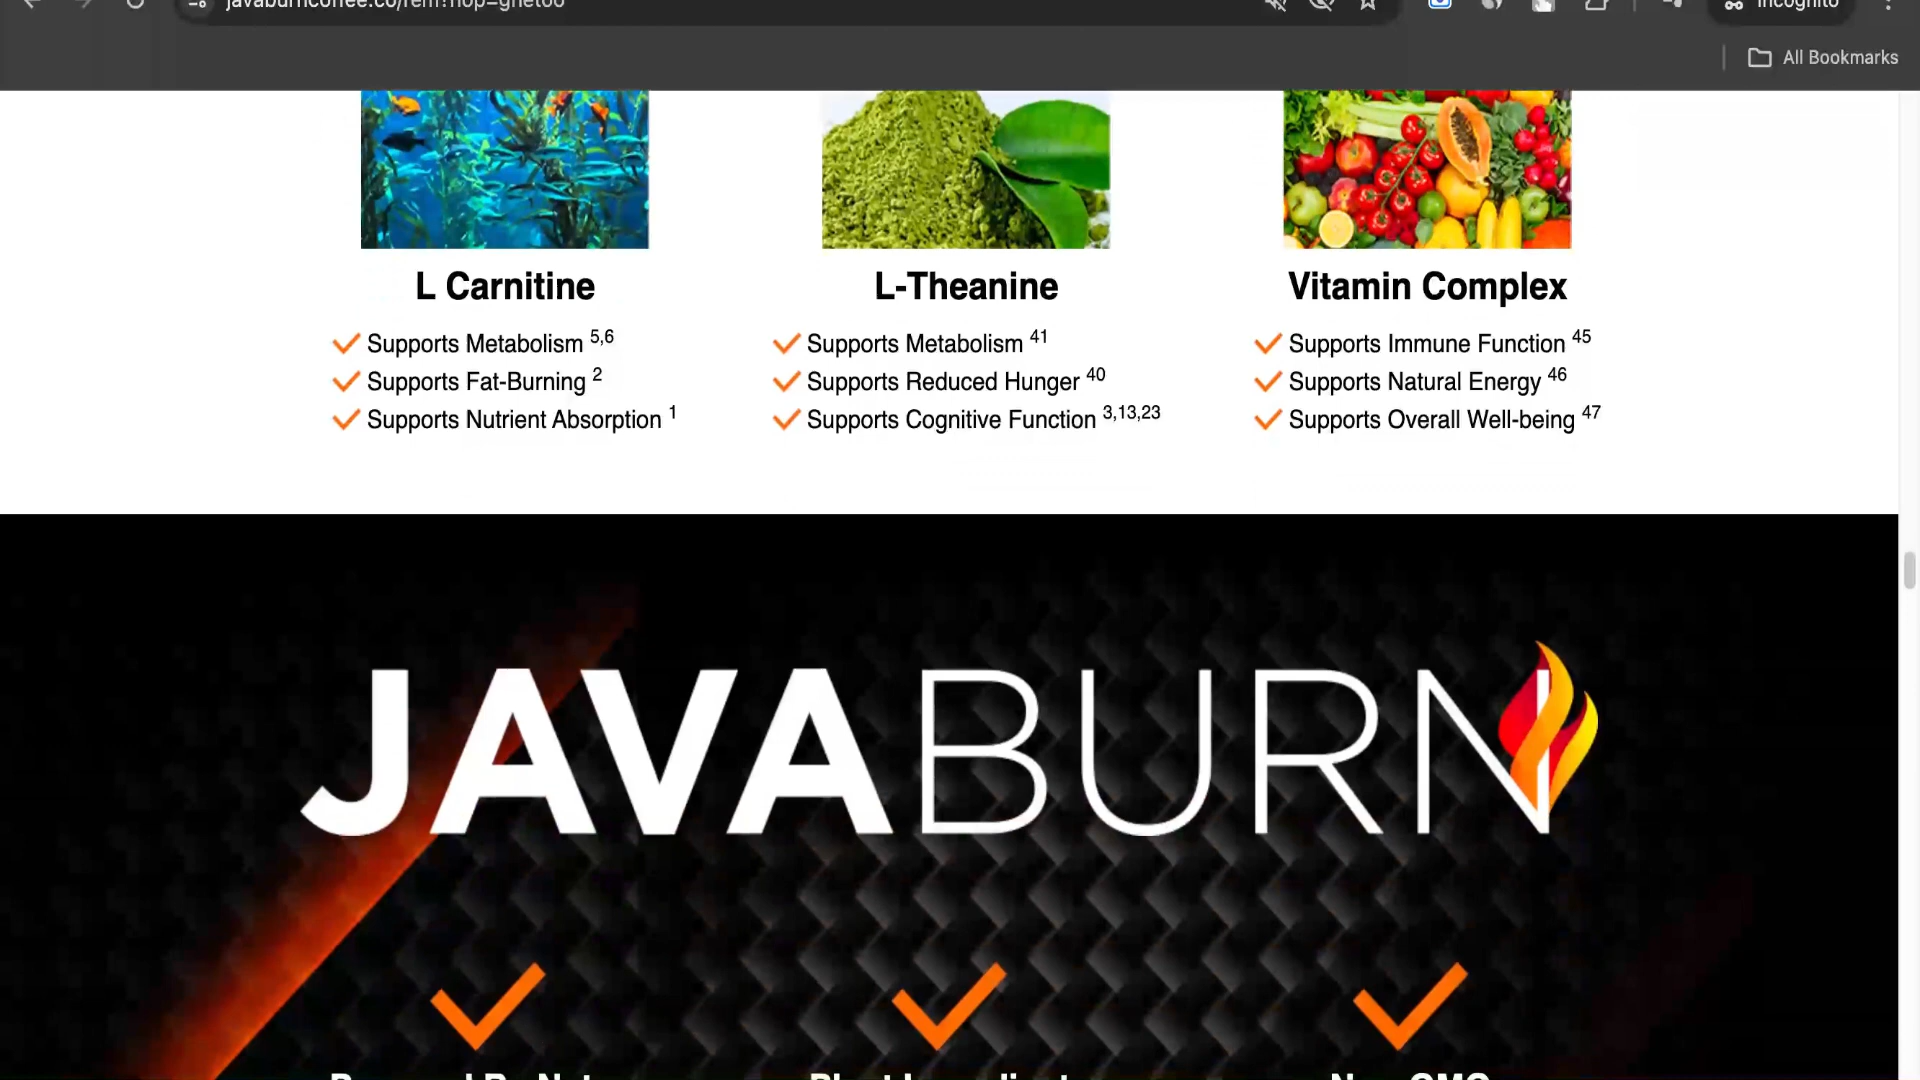 Incognito
All Bookmarks
L Carnitine
Supports Metabolism 5,6
Supports Fat-Burning 2
Supports Nutrient Absorption 1
L-Theanine
Supports Metabolism 41
Supports Reduced Hunger 40
Supports Cognitive Function 3,13,23
Vitamin Complex
Supports Immune Function 45
Supports Natural Energy 46
Supports Overall Well-being 47
JAVABURN